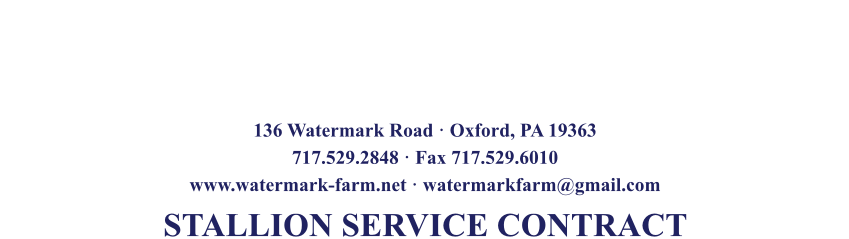 136 Watermark Road · Oxford, PA 19363
717.529.2848 · Fax 717.529.6010
www.watermark-farm.net · watermarkfarm@gmail.com
STALLION SERVICE CONTRACT